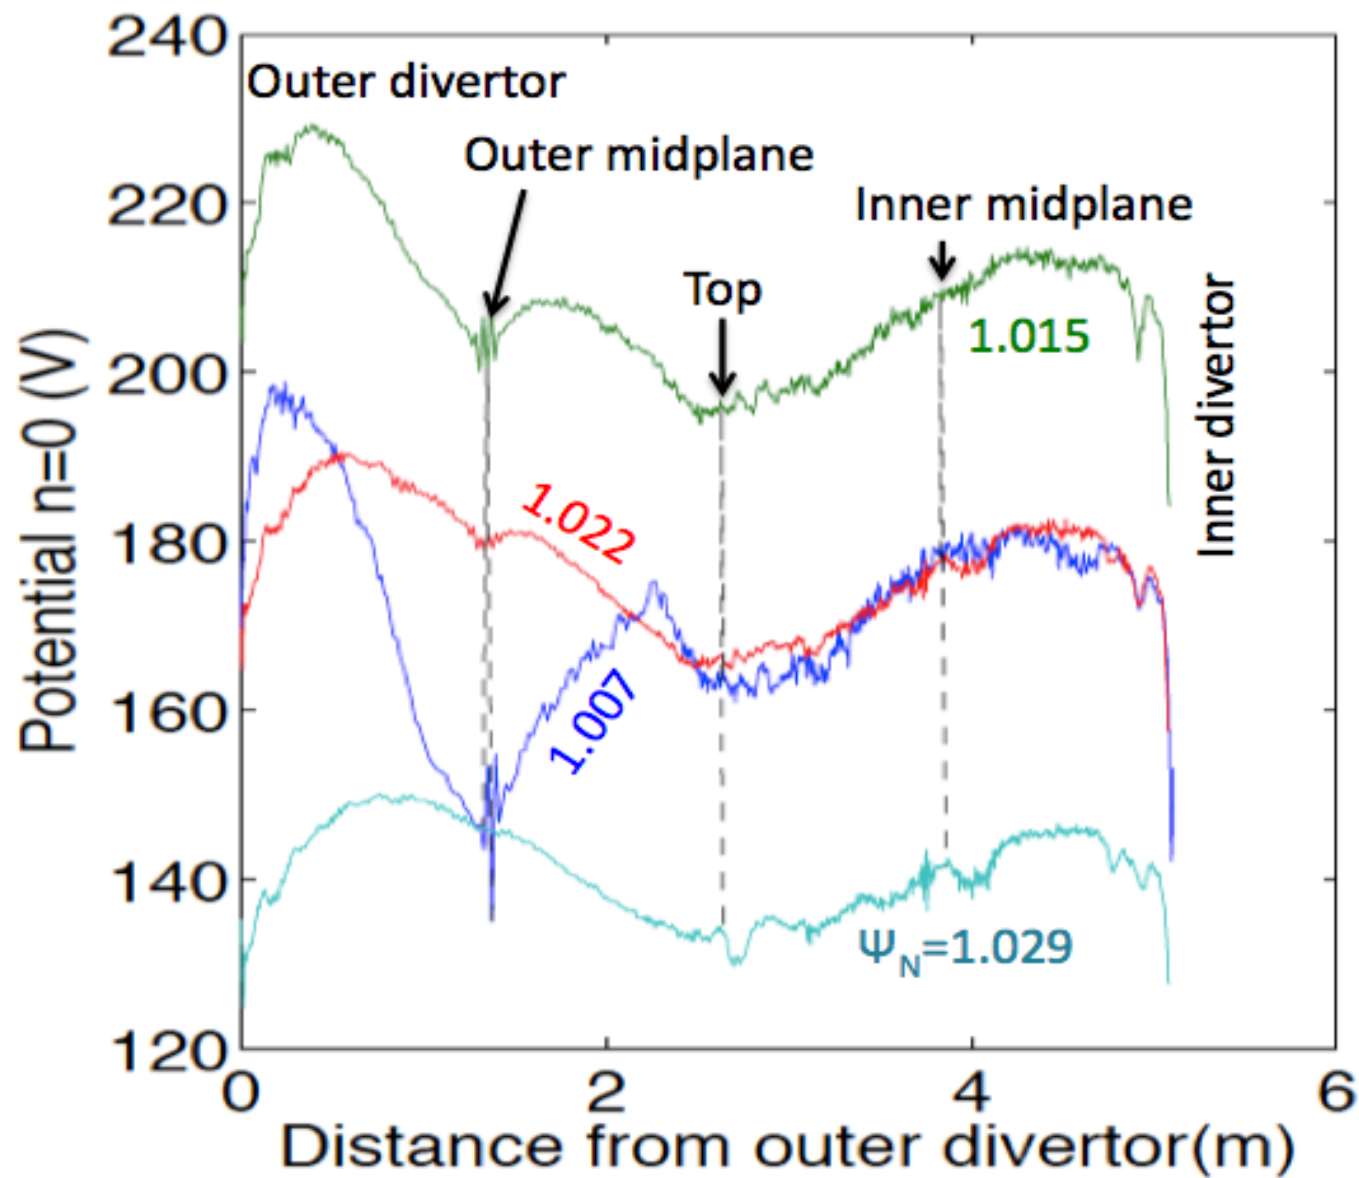 240
220
200
180
160
140
120
0
2
4
6
Potential n=0 (V)
Distance from outer divertor(m)
Outer divertor
Outer midplane
Inner midplane
Top
1.015
Inner divertor
1.022
1.007
Ψ_N=1.029